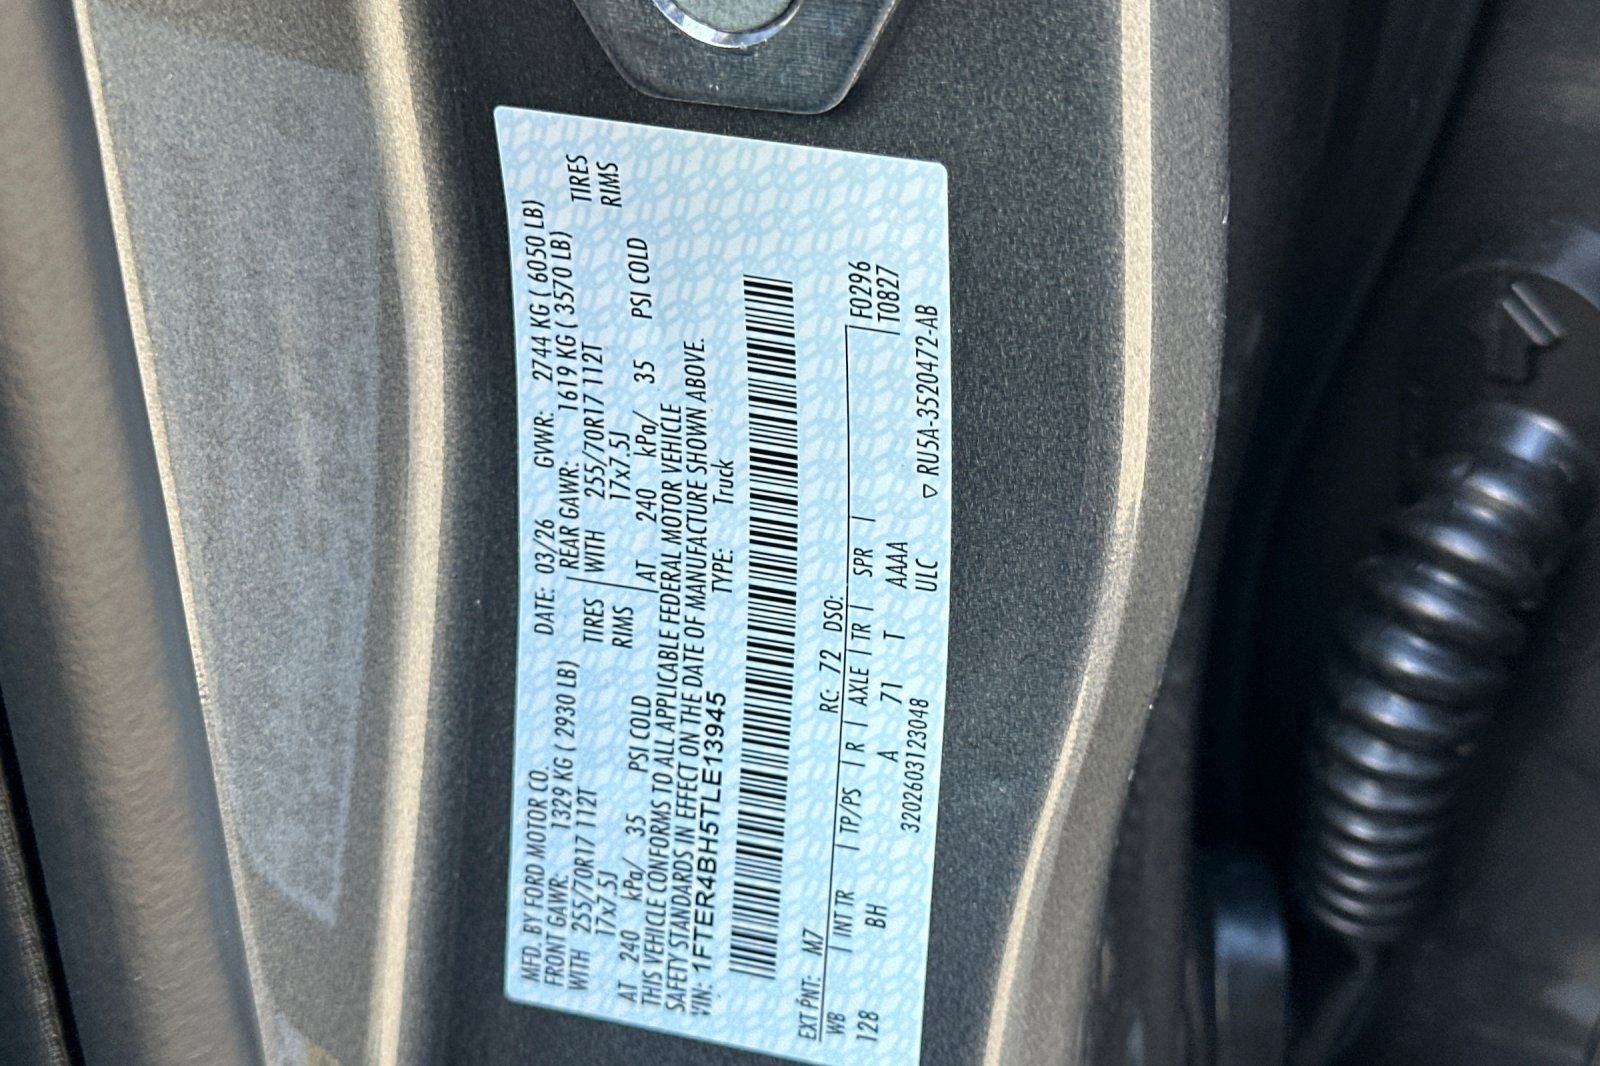 MFD. BY FORD MOTOR CO. DATE: 03/26 GVWR: 2744 KG ( 6050 LB)
FRONT GAWR: 1329 KG ( 2930 LB) REAR GAWR: 1619 KG ( 3570 LB)
WITH 255/70R17 112T TIRES WITH 255/70R17 112T TIRES
17x7.5J RIMS 17x7.5J RIMS
AT 240 kPa/ 35 PSI COLD AT 240 kPa/ 35 PSI COLD
THIS VEHICLE CONFORMS TO ALL APPLICABLE FEDERAL MOTOR VEHICLE
SAFETY STANDARDS IN EFFECT ON THE DATE OF MANUFACTURE SHOWN ABOVE.
VIN: 1FTER4BH5TLE13945 TYPE: Truck
EXT PNT: M7 RC: 72 DSO: F0296
WB | INT TR | TP/PS | R | AXLE | TR | SPR | T0827
128 BH A 71 T AAAA
3202603123048 ULC ▽ RU5A-3520472-AB